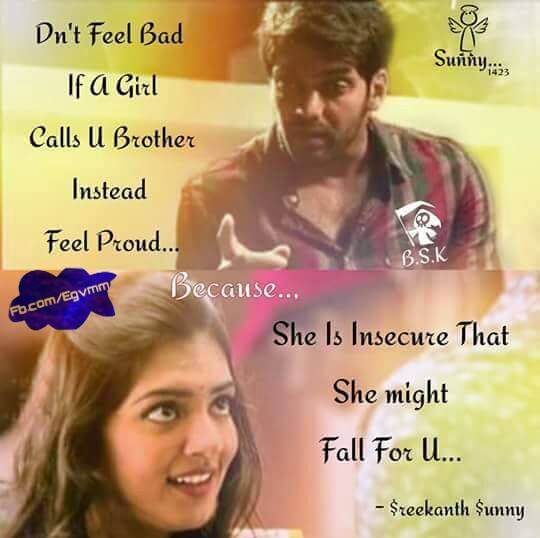 Dn't Feel Bad
If A Girl
Calls U Brother
Instead
Feel Proud...
Suññy...
1423
B.S.K
Fb.com/Egvmm
Because...
She Is Insecure That
She might
Fall For U...
- $reekanth $unny